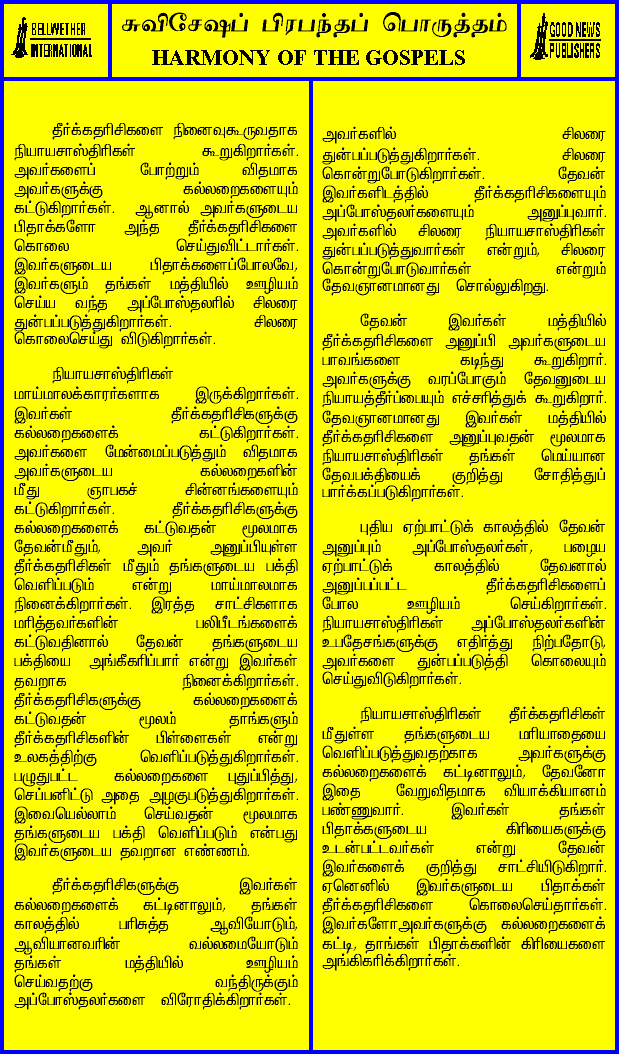 BELLWETHER
INTERNATIONAL
சுவிசேஷப் பிரபந்தப் பொருத்தம்
HARMONY OF THE GOSPELS
GOOD NEWS
PUBLISHERS
தீர்க்கதரிசிகளை நினைவுகூருவதாக
நியாயசாஸ்திரிகள் கூறுகிறார்கள்.
அவர்களைப் போற்றும் விதமாக
அவர்களுக்கு கல்லறைகளையும்
கட்டுகிறார்கள். ஆனால் அவர்களுடைய
பிதாக்களோ அந்த தீர்க்கதரிசிகளை
கொலை செய்துவிட்டார்கள்.
இவர்களுடைய பிதாக்களைப்போலவே,
இவர்களும் தங்கள் மத்தியில் ஊழியம்
செய்ய வந்த அப்போஸ்தலரில் சிலரை
துன்பப்படுத்துகிறார்கள். சிலரை
கொலைசெய்து விடுகிறார்கள்.
நியாயசாஸ்திரிகள்
மாய்மாலக்காரர்களாக இருக்கிறார்கள்.
இவர்கள் தீர்க்கதரிசிகளுக்கு
கல்லறைகளைக் கட்டுகிறார்கள்.
அவர்களை மேன்மைப்படுத்தும் விதமாக
அவர்களுடைய கல்லறைகளின்
மீது ஞாபகச் சின்னங்களையும்
கட்டுகிறார்கள். தீர்க்கதரிசிகளுக்கு
கல்லறைகளைக் கட்டுவதன் மூலமாக
தேவன்மீதும், அவர் அனுப்பியுள்ள
தீர்க்கதரிசிகள் மீதும் தங்களுடைய பக்தி
வெளிப்படும் என்று மாய்மாலமாக
நினைக்கிறார்கள். இரத்த சாட்சிகளாக
மரித்தவர்களின் பலிபீடங்களைக்
கட்டுவதினால் தேவன் தங்களுடைய
பக்தியை அங்கீகரிப்பார் என்று இவர்கள்
தவறாக நினைக்கிறார்கள்.
தீர்க்கதரிசிகளுக்கு கல்லறைகளைக்
கட்டுவதன் மூலம் தாங்களும்
தீர்க்கதரிசிகளின் பிள்ளைகள் என்று
உலகத்திற்கு வெளிப்படுத்துகிறார்கள்.
பழுதுபட்ட கல்லறைகளை புதுப்பித்து,
செப்பனிட்டு அதை அழகுபடுத்துகிறார்கள்.
இவையெல்லாம் செய்வதன் மூலமாக
தங்களுடைய பக்தி வெளிப்படும் என்பது
இவர்களுடைய தவறான எண்ணம்.
தீர்க்கதரிசிகளுக்கு இவர்கள்
கல்லறைகளைக் கட்டினாலும், தங்கள்
காலத்தில் பரிசுத்த ஆவியோடும்,
ஆவியானவரின் வல்லமையோடும்
தங்கள் மத்தியில் ஊழியம்
செய்வதற்கு வந்திருக்கும்
அப்போஸ்தலர்களை விரோதிக்கிறார்கள்.
அவர்களில் சிலரை
துன்பப்படுத்துகிறார்கள். சிலரை
கொன்றுபோடுகிறார்கள். தேவன்
இவர்களிடத்தில் தீர்க்கதரிசிகளையும்
அப்போஸ்தலர்களையும் அனுப்புவார்.
அவர்களில் சிலரை நியாயசாஸ்திரிகள்
துன்பப்படுத்துவார்கள் என்றும், சிலரை
கொன்றுபோடுவார்கள் என்றும்
தேவஞானமானது சொல்லுகிறது.
தேவன் இவர்கள் மத்தியில்
தீர்க்கதரிசிகளை அனுப்பி அவர்களுடைய
பாவங்களை கடிந்து கூறுகிறார்.
அவர்களுக்கு வரப்போகும் தேவனுடைய
நியாயத்தீர்ப்பையும் எச்சரித்துக் கூறுகிறார்.
தேவஞானமானது இவர்கள் மத்தியில்
தீர்க்கதரிசிகளை அனுப்புவதன் மூலமாக
நியாயசாஸ்திரிகள் தங்கள் மெய்யான
தேவபக்தியைக் குறித்து சோதித்துப்
பார்க்கப்படுகிறார்கள்.
புதிய ஏற்பாட்டுக் காலத்தில் தேவன்
அனுப்பும் அப்போஸ்தலர்கள், பழைய
ஏற்பாட்டுக் காலத்தில் தேவனால்
அனுப்பப்பட்ட தீர்க்கதரிசிகளைப்
போல ஊழியம் செய்கிறார்கள்.
நியாயசாஸ்திரிகள் அப்போஸ்தலர்களின்
உபதேசங்களுக்கு எதிர்த்து நிற்பதோடு,
அவர்களை துன்பப்படுத்தி கொலையும்
செய்துவிடுகிறார்கள்.
நியாயசாஸ்திரிகள் தீர்க்கதரிசிகள்
மீதுள்ள தங்களுடைய மரியாதையை
வெளிப்படுத்துவதற்காக அவர்களுக்கு
கல்லறைகளைக் கட்டினாலும், தேவனோ
இதை வேறுவிதமாக வியாக்கியானம்
பண்ணுவார். இவர்கள் தங்கள்
பிதாக்களுடைய கிரியைகளுக்கு
உடன்பட்டவர்கள் என்று தேவன்
இவர்களைக் குறித்து சாட்சியிடுகிறார்.
ஏனெனில் இவர்களுடைய பிதாக்கள்
தீர்க்கதரிசிகளை கொலைசெய்தார்கள்.
இவர்களோஅவர்களுக்கு கல்லறைகளைக்
கட்டி, தாங்கள் பிதாக்களின் கிரியைகளை
அங்கிகரிக்கிறார்கள்.